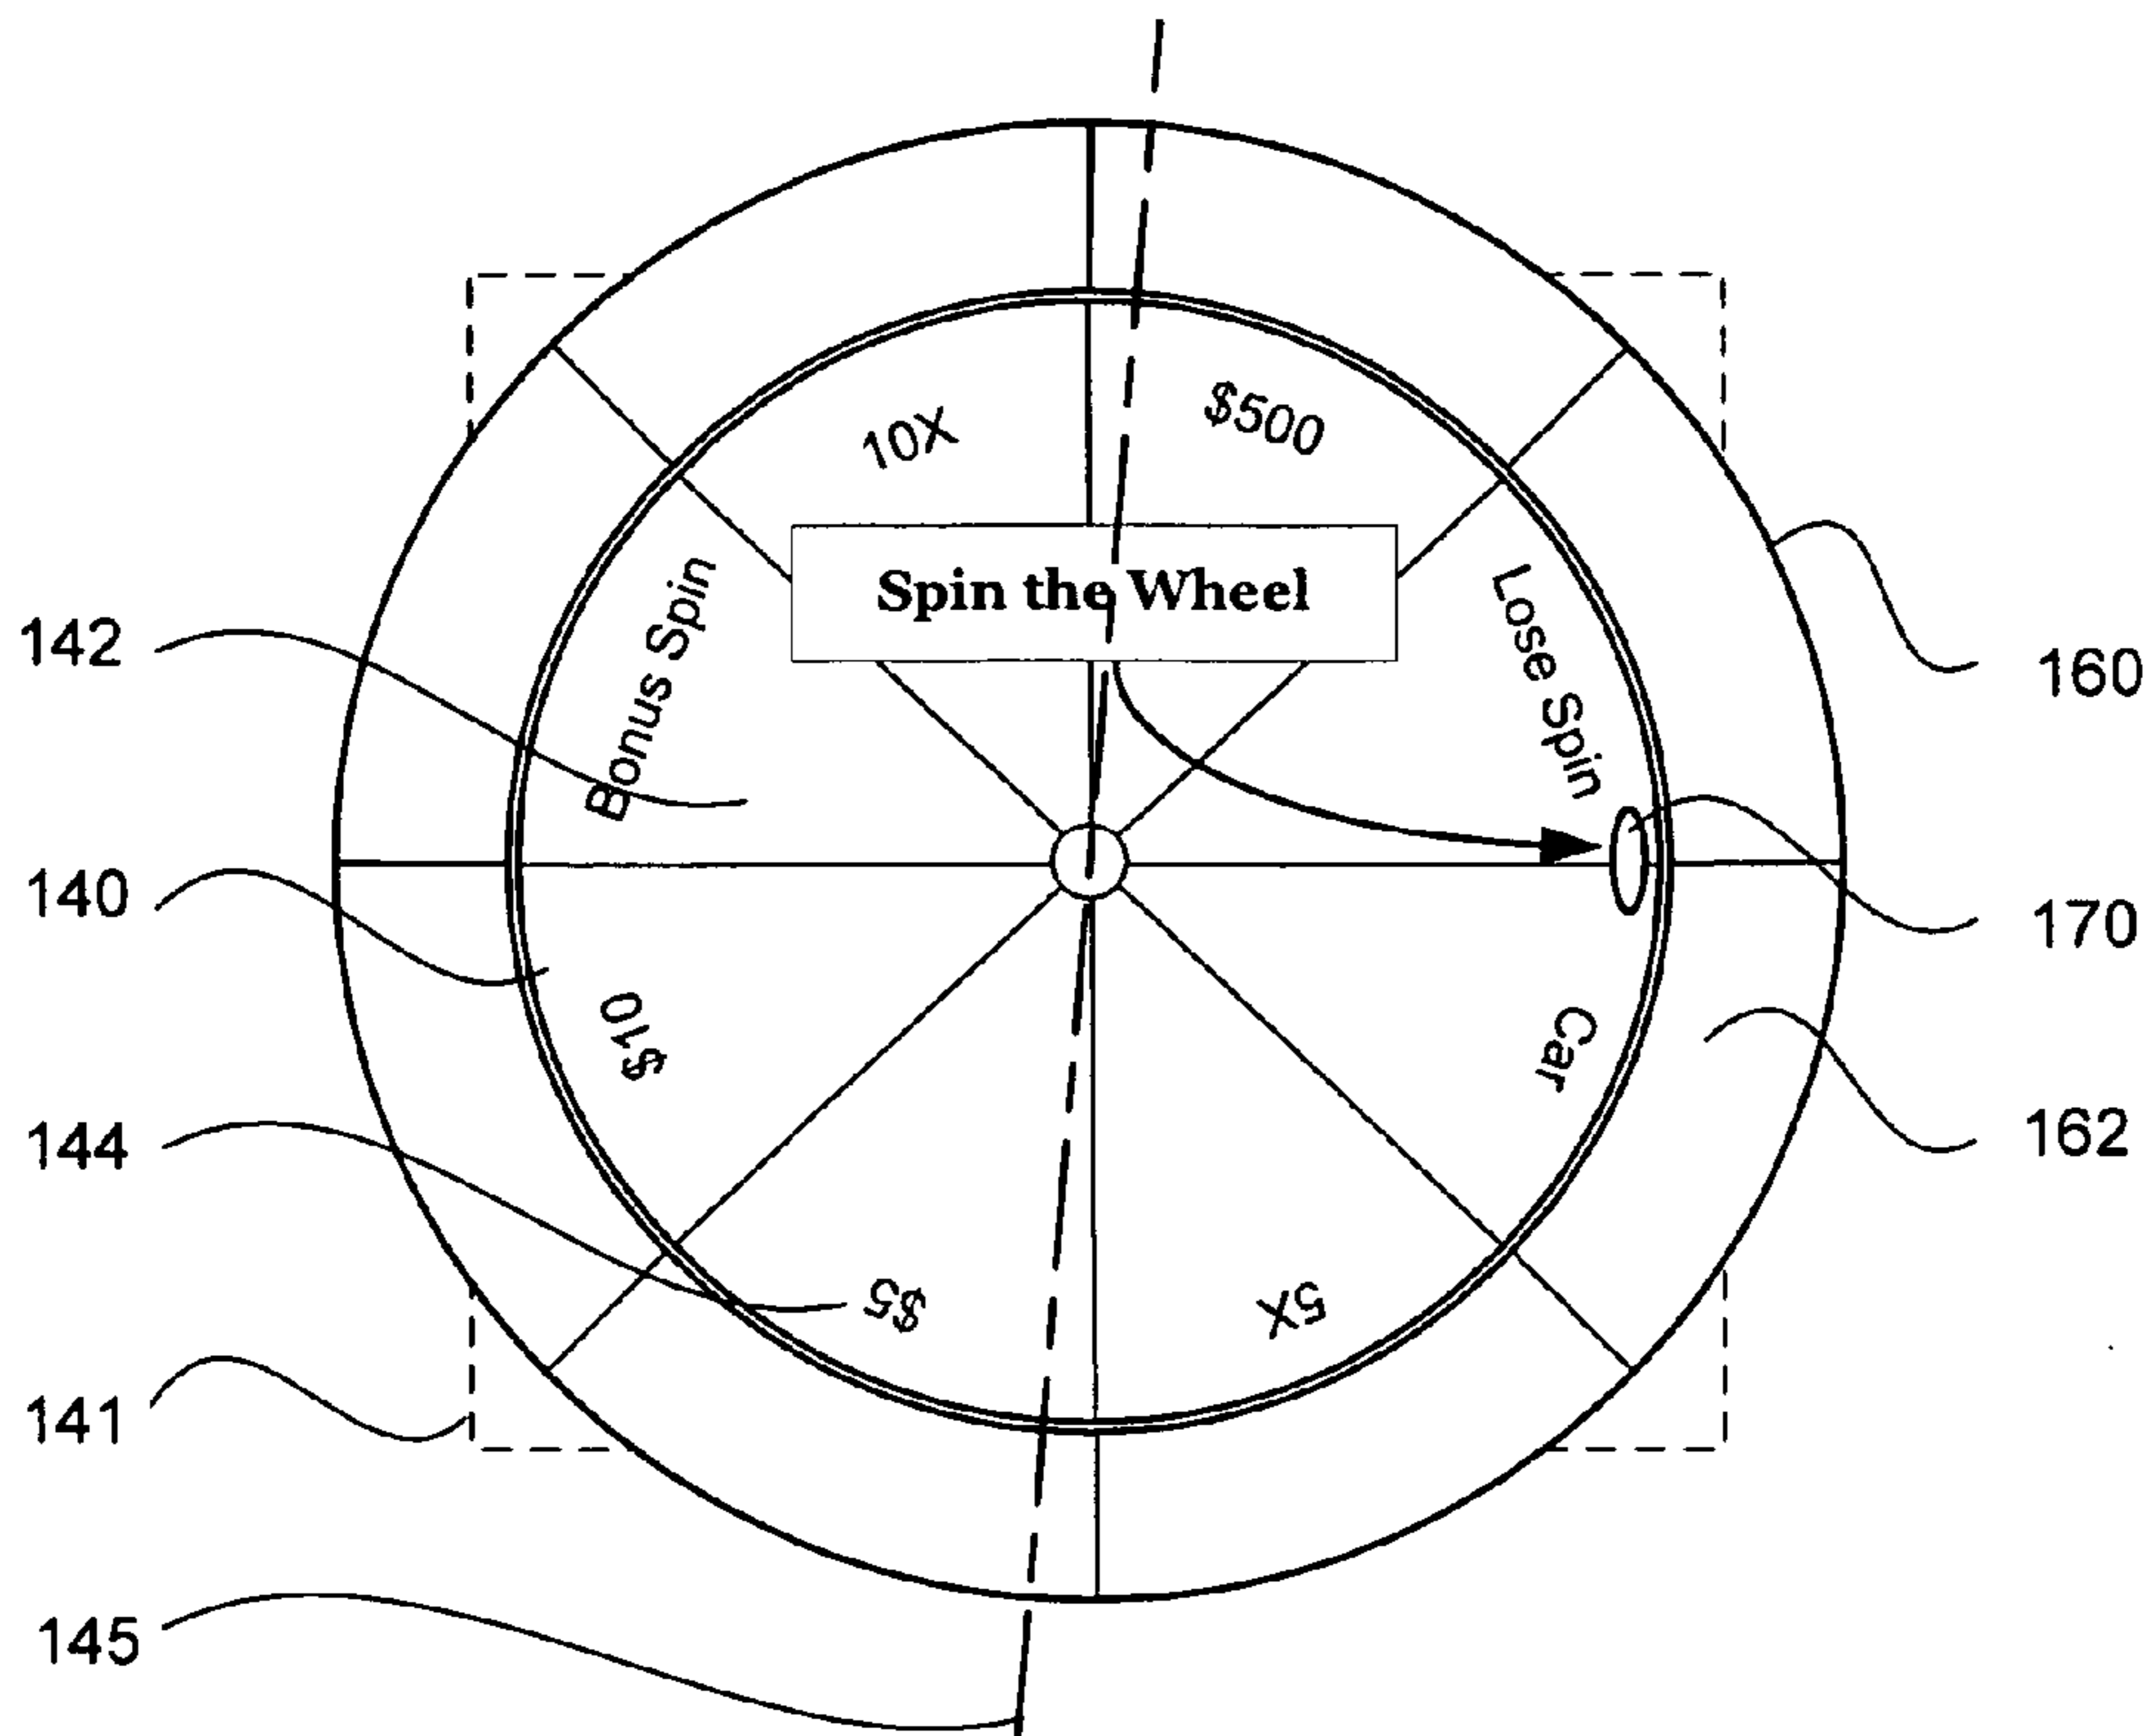 10X
$500
Spin the Wheel
Bonus Spin
Lose Spin
142
160
140
170
$10
Car
144
162
$5
5X
141
145